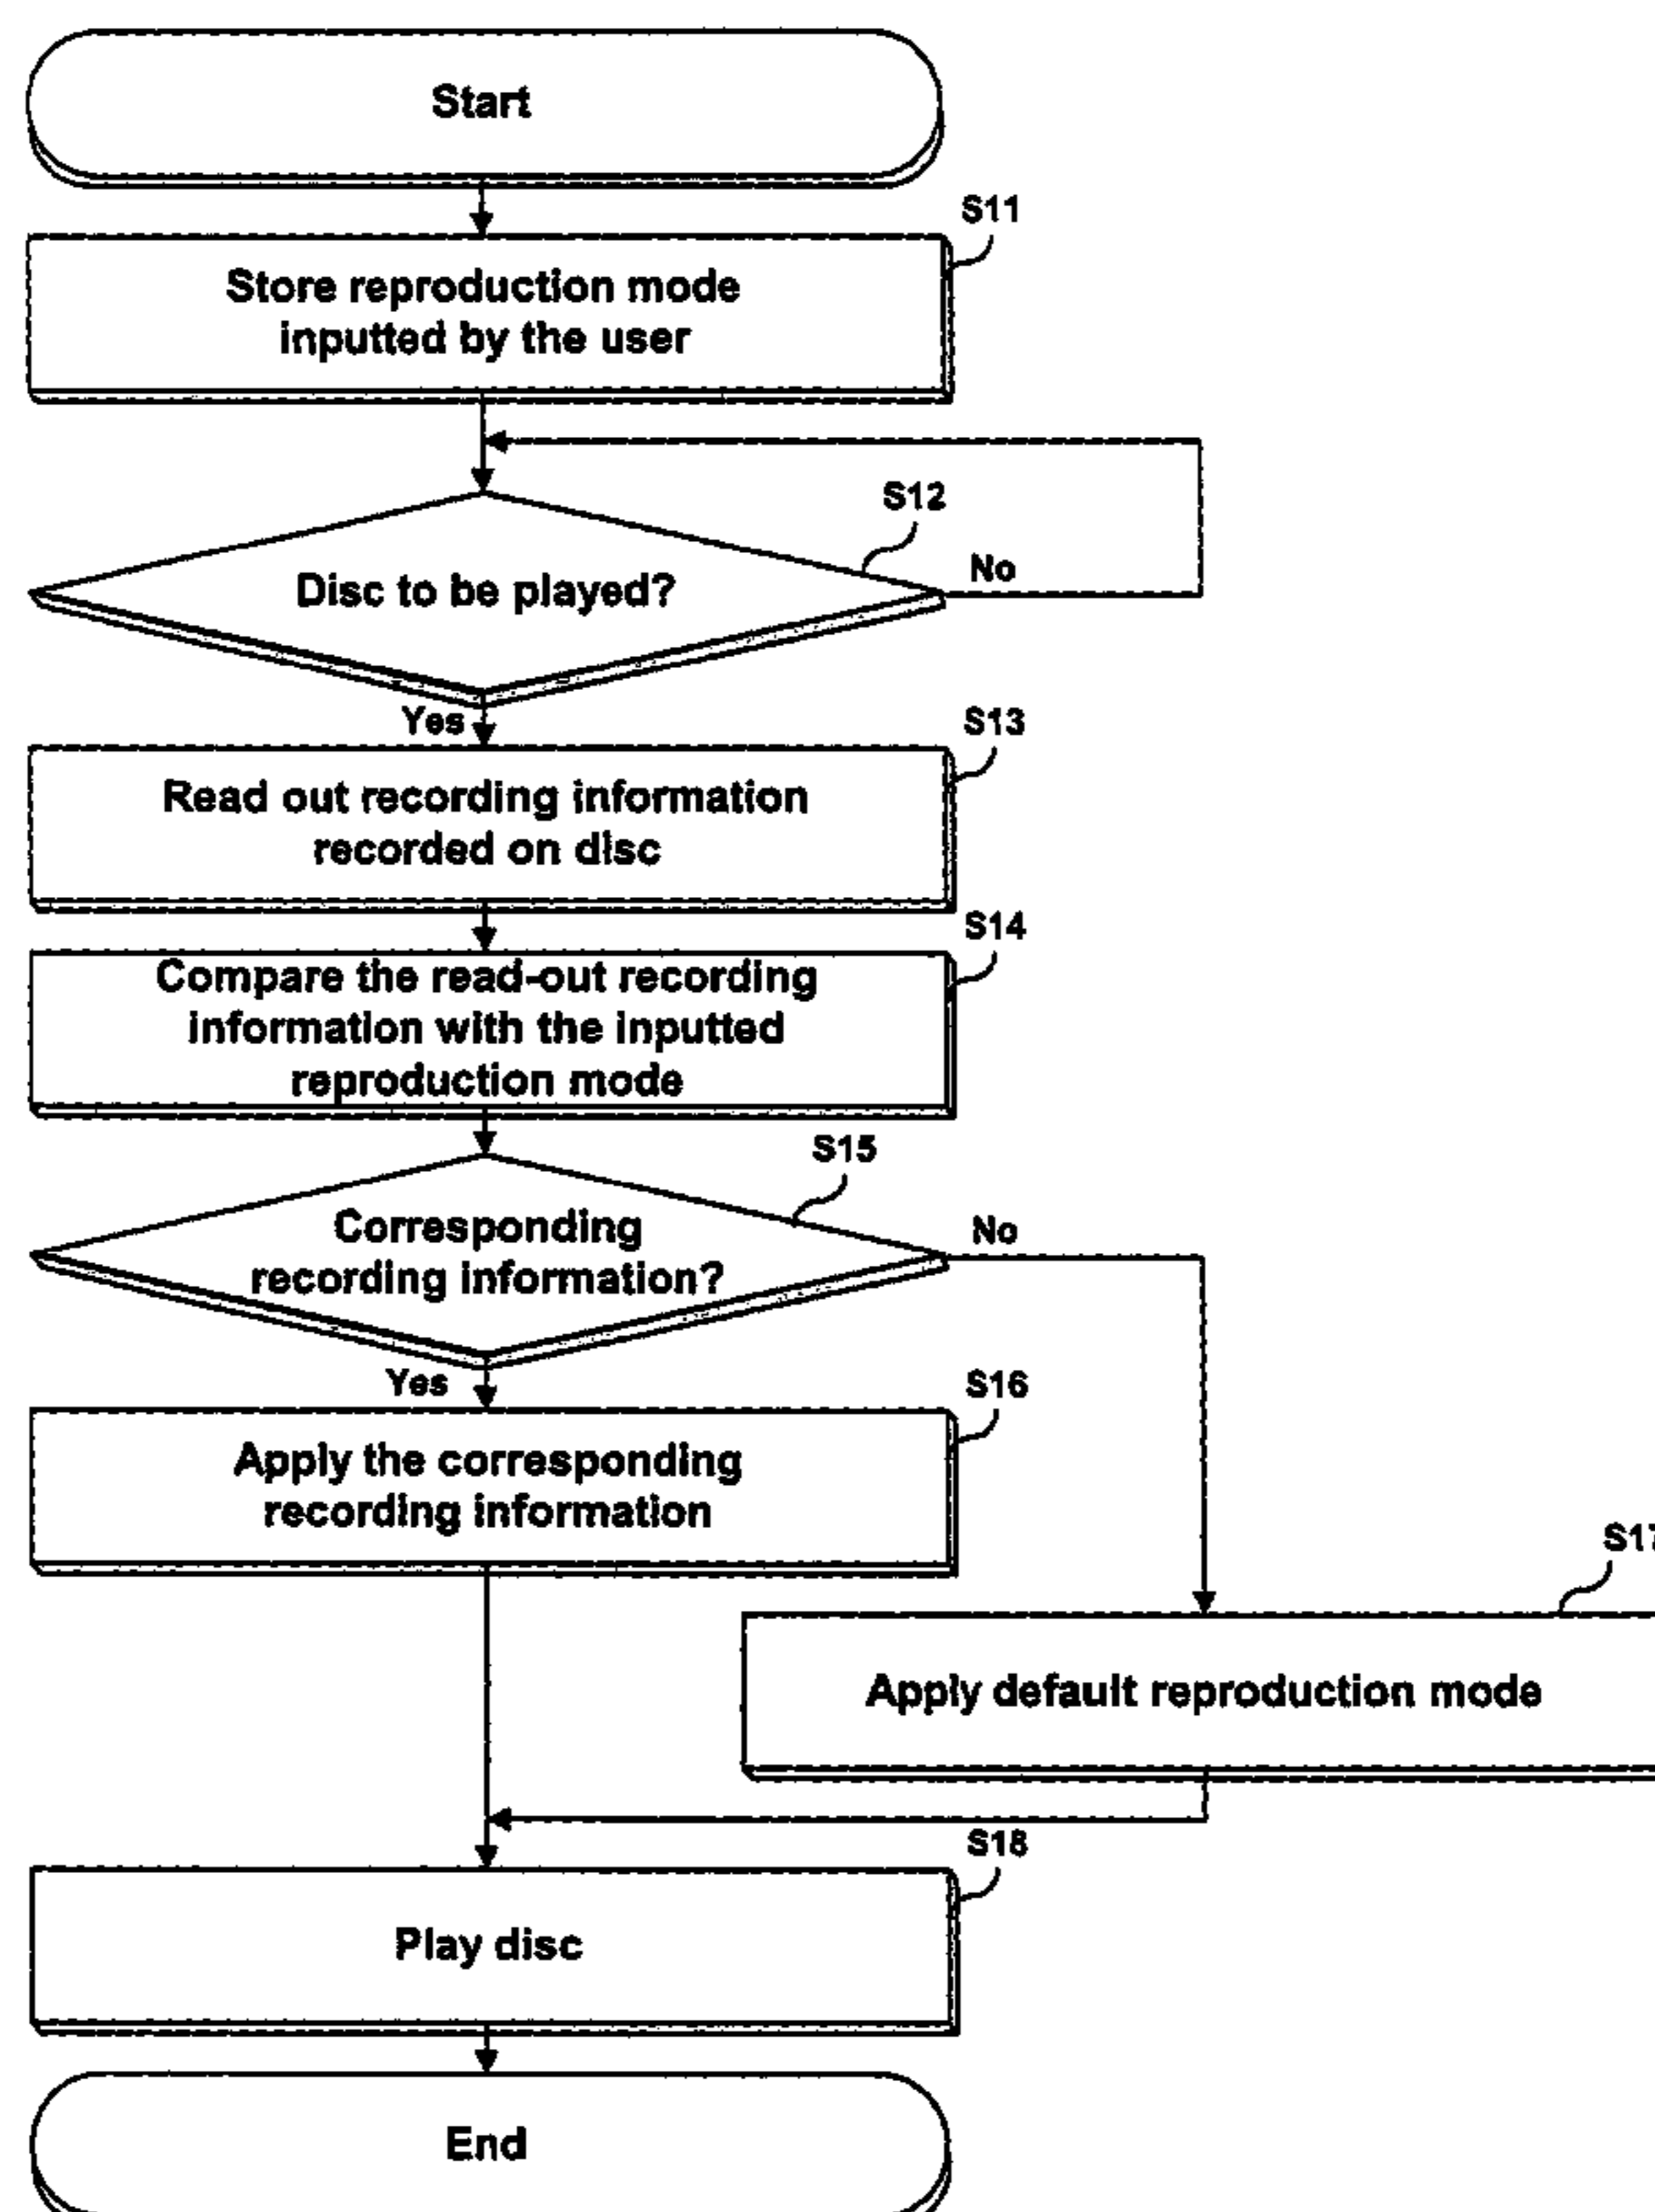 Start
S11
Store reproduction mode
inputted by the user
S12
Disc to be played?
No
Yes
S13
Read out recording information
recorded on disc
S14
Compare the read-out recording
information with the inputted
reproduction mode
S15
Corresponding
recording information?
No
Yes
S16
Apply the corresponding
recording information
S17
Apply default reproduction mode
S18
Play disc
End